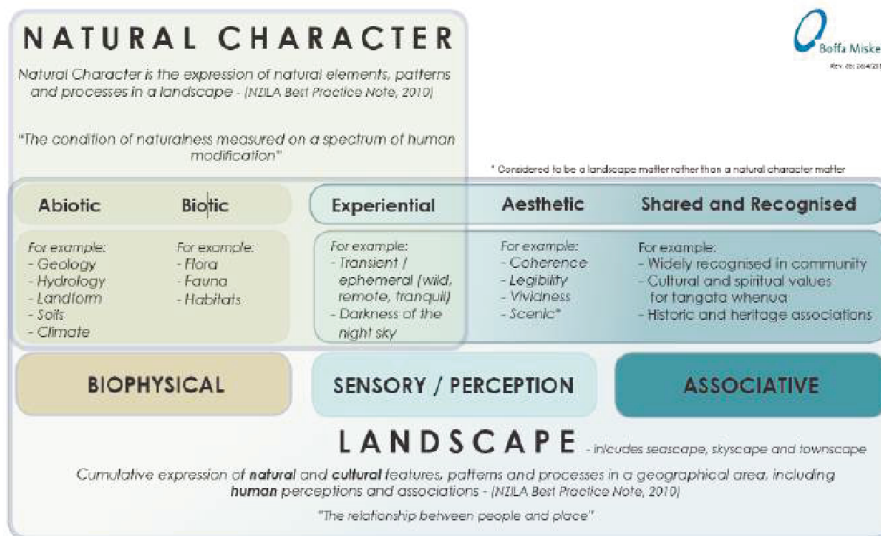 NATURAL CHARACTER
Natural Character is the expression of natural elements, patterns
and processes in a landscape - (NZILA Best Practice Note, 2010)
"The condition of naturalness measured on a spectrum of human
modification"
Boffa Miske
* Considered to be a landscape matter rather than a natural character matter
Abiotic
For example:
- Geology
- Hydrology
- Landform
- Soils
- Climate
Biotic
For example:
- Flora
- Fauna
- Habitats
Experiential
For example:
- Transient /
ephemeral (wild,
remote, tranquil)
- Darkness of the
night sky
Aesthetic
For example:
- Coherence
- Legibility
- Vividness
- Scenic*
Shared and Recognised
For example:
- Widely recognised in community
- Cultural and spiritual values
for tangata whenua
- Historic and heritage associations
BIOPHYSICAL
SENSORY / PERCEPTION
ASSOCIATIVE
LANDSCAPE - includes seascape, skyscape and townscape
Cumulative expression of natural and cultural features, patterns and processes in a geographical area, including
human perceptions and associations - (NZILA Best Practice Note, 2010)
"The relationship between people and place"